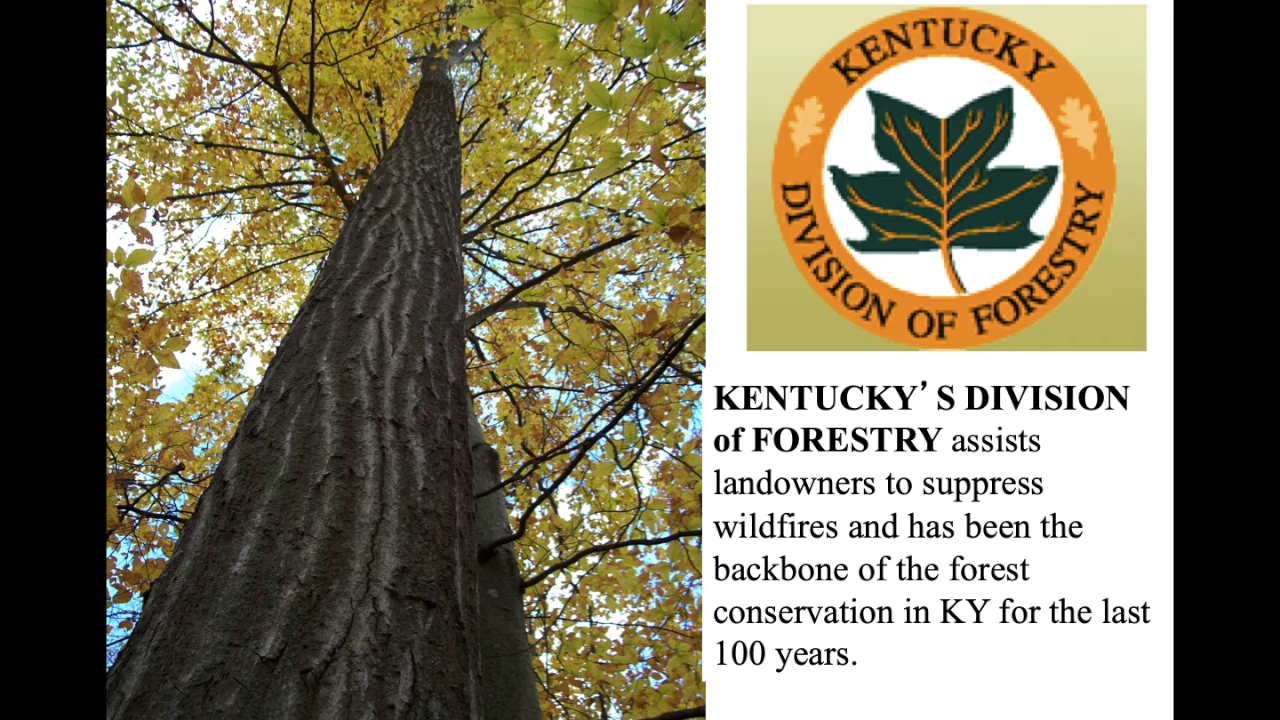 KENTUCKY
DIVISION OF FORESTRY
KENTUCKY’S DIVISION
of FORESTRY assists
landowners to suppress
wildfires and has been the
backbone of the forest
conservation in KY for the last
100 years.